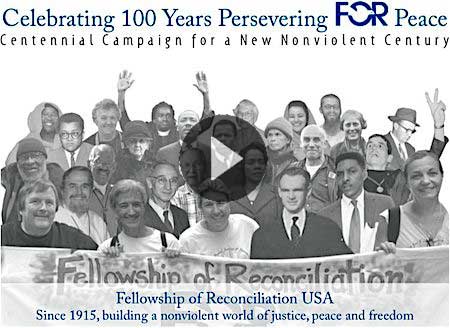 Celebrating 100 Years Persevering FOR Peace
Centennial Campaign for a New Nonviolent Century
Fellowship of Reconciliation
Fellowship of Reconciliation USA
Since 1915, building a nonviolent world of justice, peace and freedom